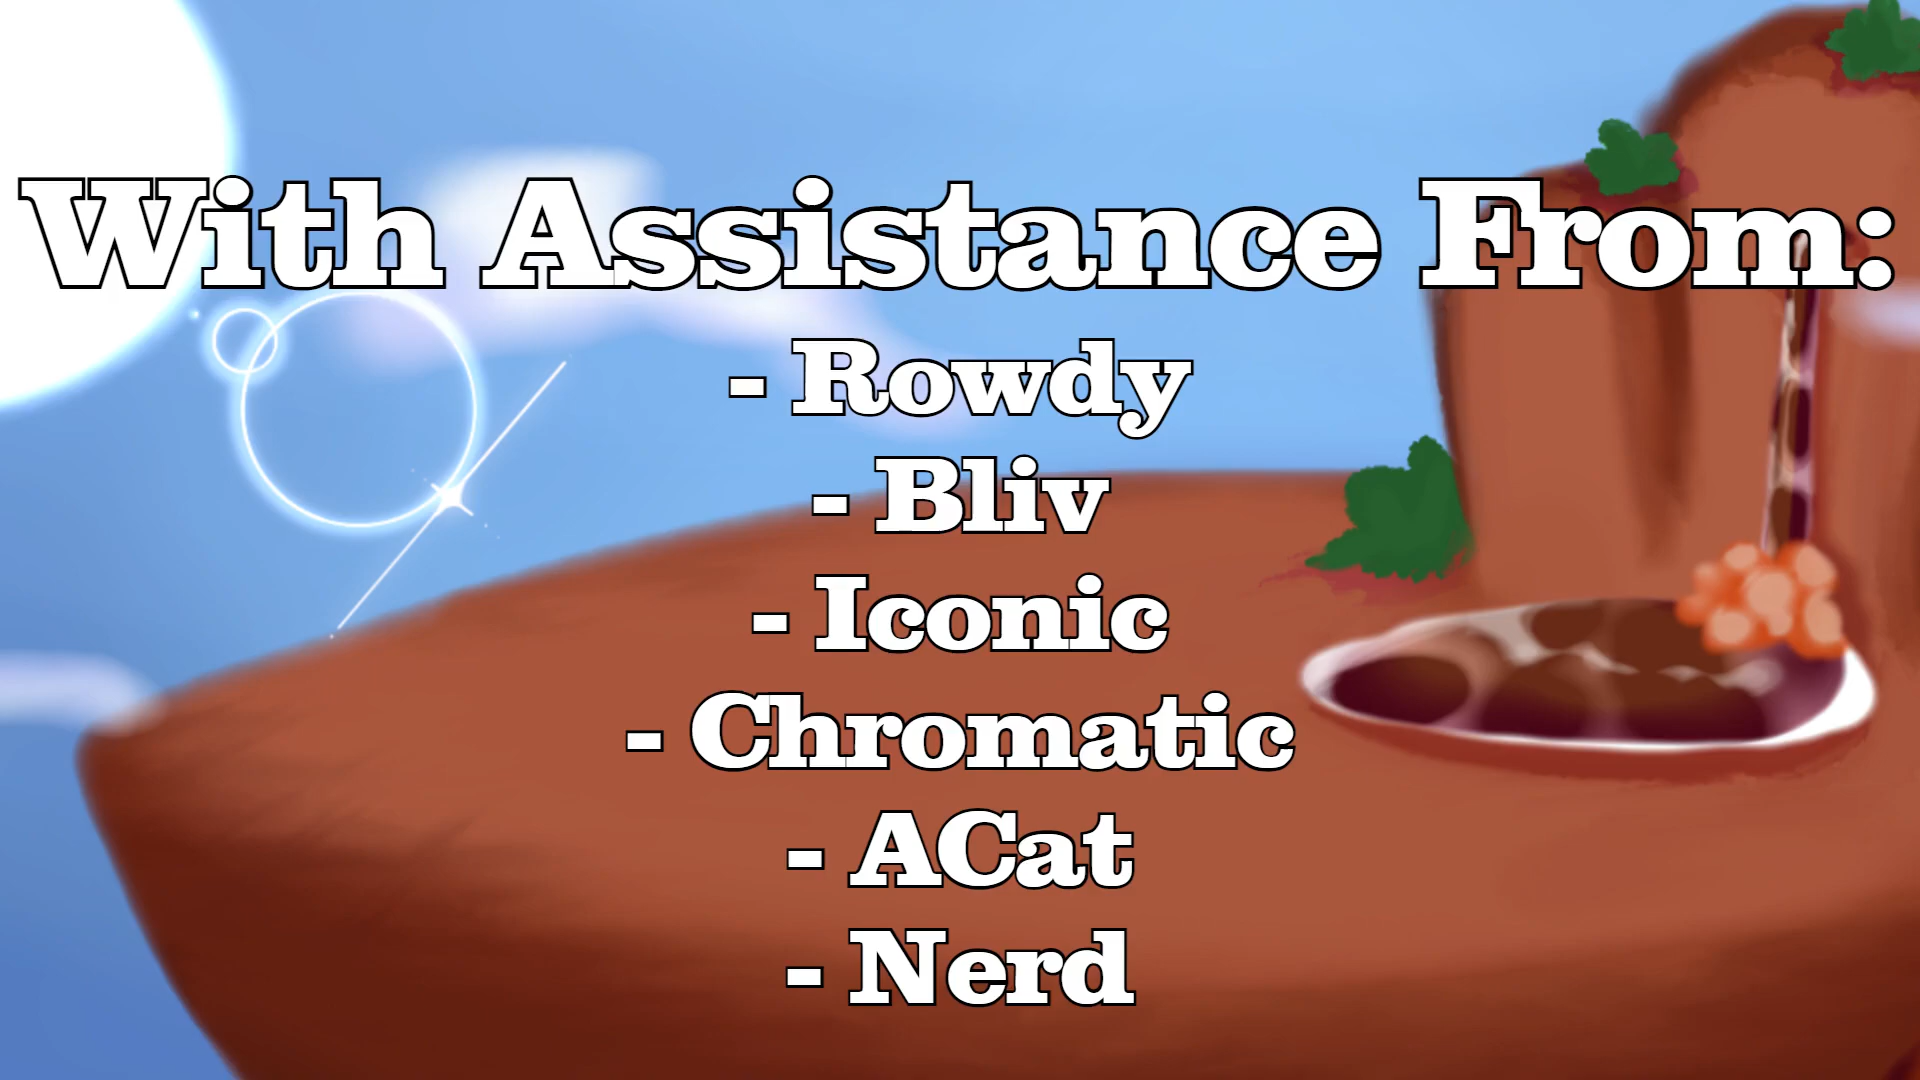 With Assistance From:
- Rowdy
- Bliv
- Iconic
- Chromatic
- ACat
- Nerd